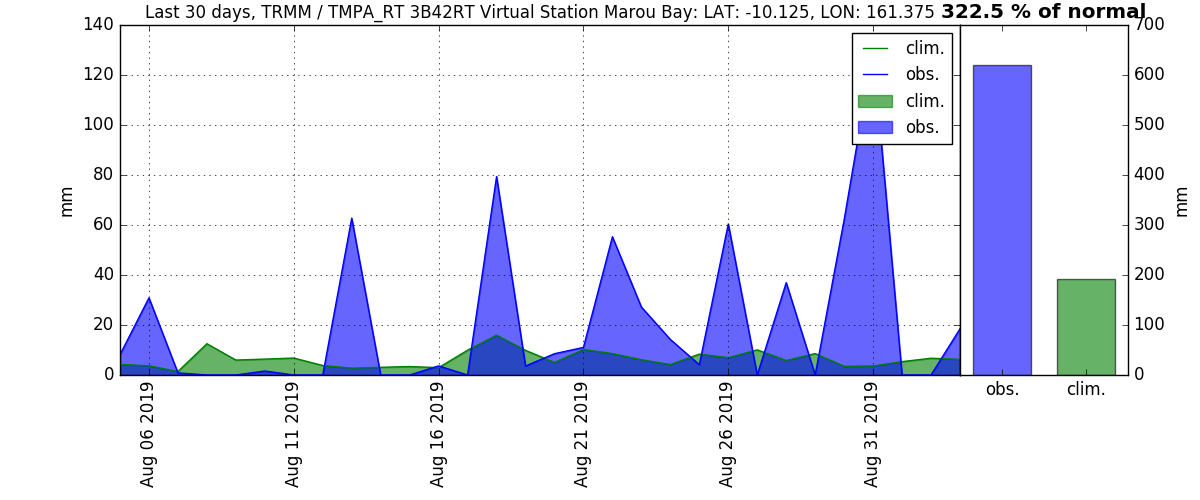 Last 30 days, TRMM / TMPA_RT 3B42RT Virtual Station Marou Bay: LAT: -10.125, LON: 161.375 322.5 % of normal
140
120
100
80
60
40
20
0
mm
clim.
obs.
clim.
obs.
700
600
500
400
300
200
100
0
mm
obs.
clim.
Aug 06 2019
Aug 11 2019
Aug 16 2019
Aug 21 2019
Aug 26 2019
Aug 31 2019